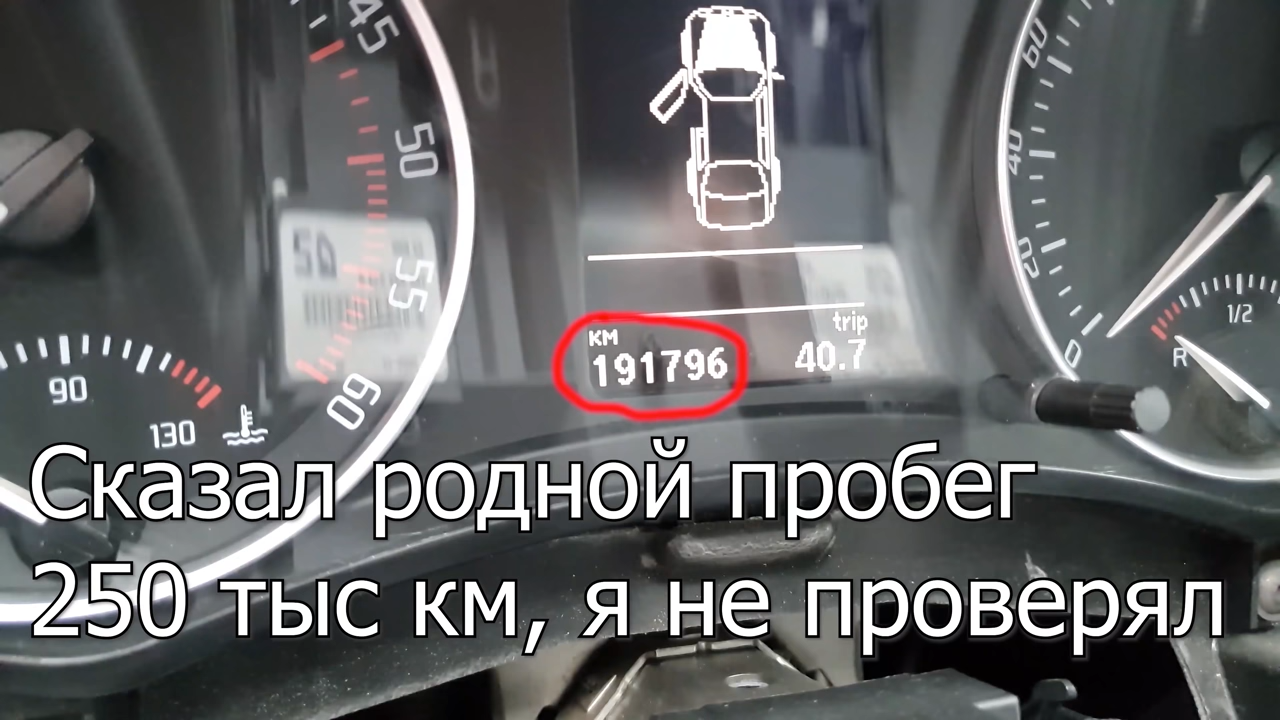 45
50
55
60
90
130
SQ
км
191796
trip
40.7
60
40
20
0
R
1/2
Сказал родной пробег
250 тыс км, я не проверял